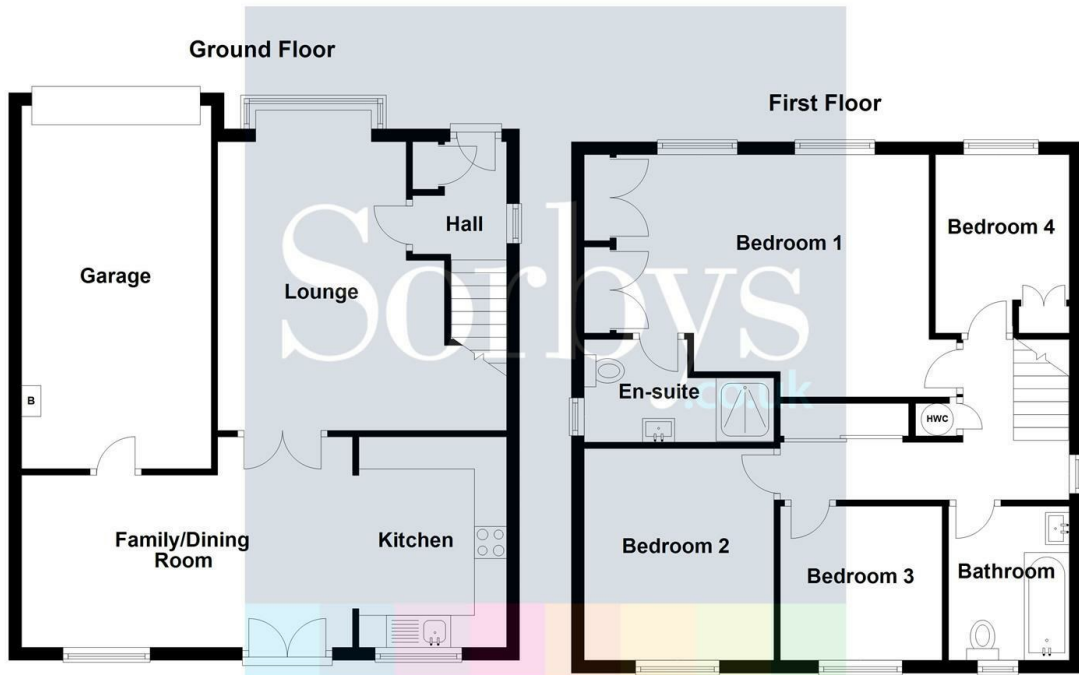 Ground Floor
First Floor
Garage
Lounge
Hall
Bedroom 1
Bedroom 4
Sorbys
.co.uk
B
En-suite
HWC
Family/Dining
Room
Kitchen
Bedroom 2
Bedroom 3
Bathroom